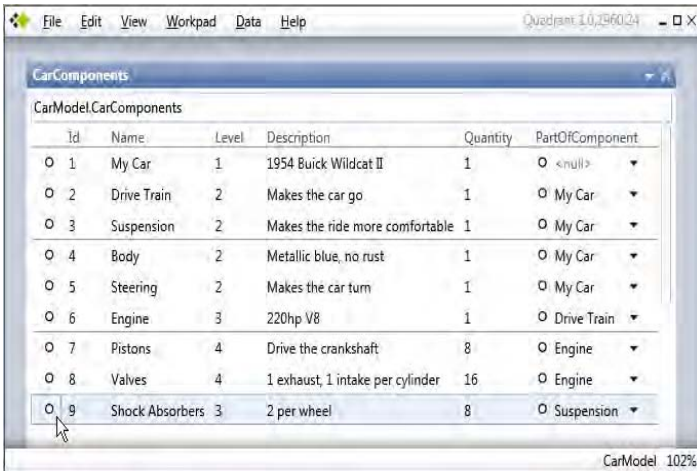 File Edit View Workpad Data Help Quadrant 1.0.2960.24
CarComponents
CarModel.CarComponents
Id Name Level Description Quantity PartOfComponent
1 My Car 1 1954 Buick Wildcat II 1 <null>
2 Drive Train 2 Makes the car go 1 My Car
3 Suspension 2 Makes the ride more comfortable 1 My Car
4 Body 2 Metallic blue, no rust 1 My Car
5 Steering 2 Makes the car turn 1 My Car
6 Engine 3 220hp V8 1 Drive Train
7 Pistons 4 Drive the crankshaft 8 Engine
8 Valves 4 1 exhaust, 1 intake per cylinder 16 Engine
9 Shock Absorbers 3 2 per wheel 8 Suspension
CarModel 102%